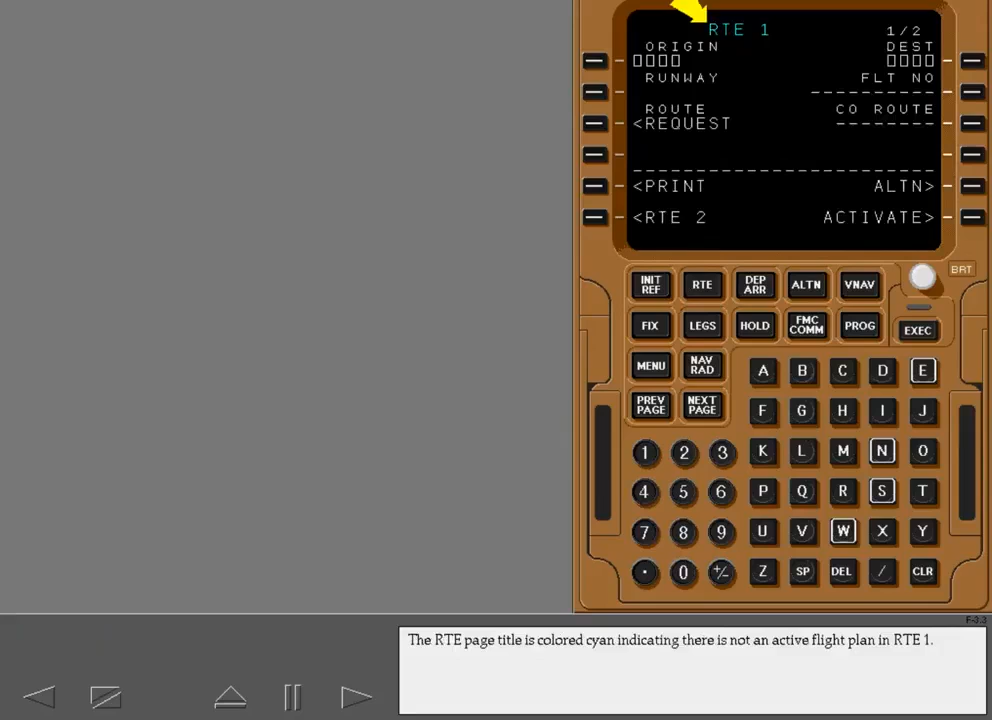 RTE 1 1/2
ORIGIN DEST
▯▯▯▯ ▯▯▯▯
RUNWAY FLT NO
----------
ROUTE CO ROUTE
<REQUEST --------
-------------------------
<PRINT ALTN>
<RTE 2 ACTIVATE>
BRT
INIT REF RTE DEP ARR ALTN VNAV
FIX LEGS HOLD FMC COMM PROG EXEC
MENU NAV RAD A B C D E
PREV PAGE NEXT PAGE F G H I J
1 2 3 K L M N O
4 5 6 P Q R S T
7 8 9 U V W X Y
. 0 +/- Z SP DEL / CLR
F-3.3
The RTE page title is colored cyan indicating there is not an active flight plan in RTE 1.